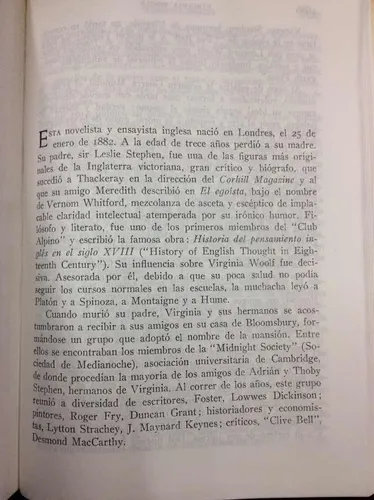 Esta novelista y ensayista inglesa nació en Londres, el 25 de
enero de 1882. A la edad de trece años perdió a su madre.
Su padre, sir Leslie Stephen, fue una de las figuras más origi-
nales de la Inglaterra victoriana, gran crítico y biógrafo, que
sucedió a Thackeray en la dirección del Corhill Magazine y al
que su amigo Meredith describió en El egoísta, bajo el nombre
de Vernom Whitford, mezcolanza de asceta y escéptico de impla-
cable claridad intelectual atemperada por su irónico humor. Fi-
lósofo y literato, fue uno de los primeros miembros del "Club
Alpino" y escribió la famosa obra: Historia del pensamiento in-
glés en el siglo XVIII ("History of English Thought in Eigh-
teenth Century"). Su influencia sobre Virginia Woolf fue deci-
siva. Asesorada por él, debido a que su poca salud no podía
seguir los cursos normales en las escuelas, la muchacha leyó a
Platón y a Spinoza, a Montaigne y a Hume.
Cuando murió su padre, Virginia y sus hermanos se acos-
tumbraron a recibir a sus amigos en su casa de Bloomsbury, for-
mándose un grupo que adoptó el nombre de la mansión. Entre
ellos se encontraban los miembros de la "Midnight Society" (So-
ciedad de Medianoche), asociación universitaria de Cambridge,
de donde procedían la mayoría de los amigos de Adrián y Thoby
Stephen, hermanos de Virginia. Al correr de los años, este grupo
reunió a diversidad de escritores, Foster, Lowwes Dickinson;
pintores, Roger Fry, Duncan Grant; historiadores y economis-
tas, Lytton Strachey, J. Maynard Keynes; críticos, "Clive Bell",
Desmond MacCarthy.